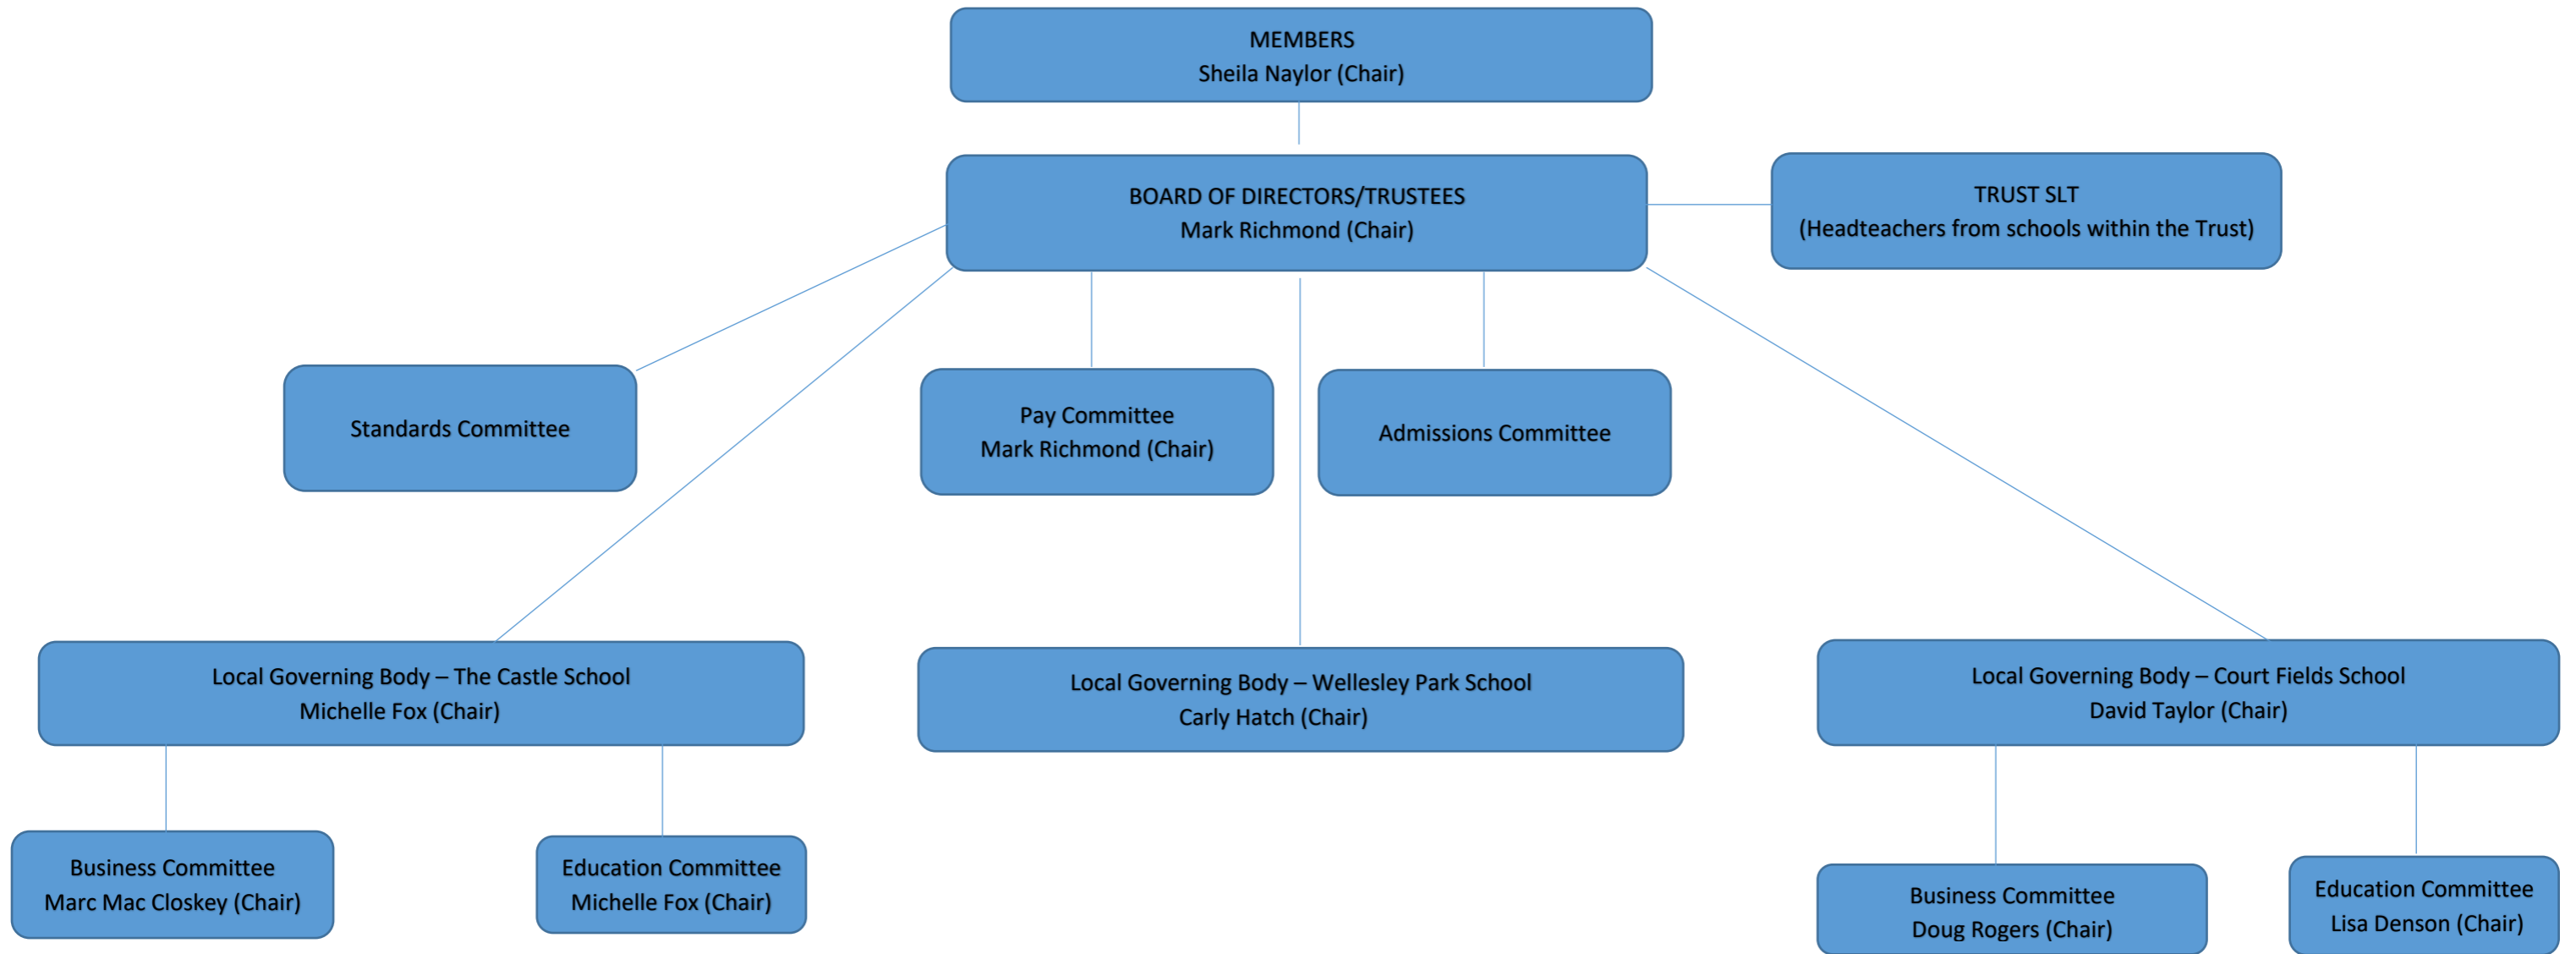 MEMBERS
Sheila Naylor (Chair)
BOARD OF DIRECTORS/TRUSTEES
Mark Richmond (Chair)
TRUST SLT
(Headteachers from schools within the Trust)
Standards Committee
Pay Committee
Mark Richmond (Chair)
Admissions Committee
Local Governing Body – The Castle School
Michelle Fox (Chair)
Local Governing Body – Wellesley Park School
Carly Hatch (Chair)
Local Governing Body – Court Fields School
David Taylor (Chair)
Business Committee
Marc Mac Closkey (Chair)
Education Committee
Michelle Fox (Chair)
Business Committee
Doug Rogers (Chair)
Education Committee
Lisa Denson (Chair)